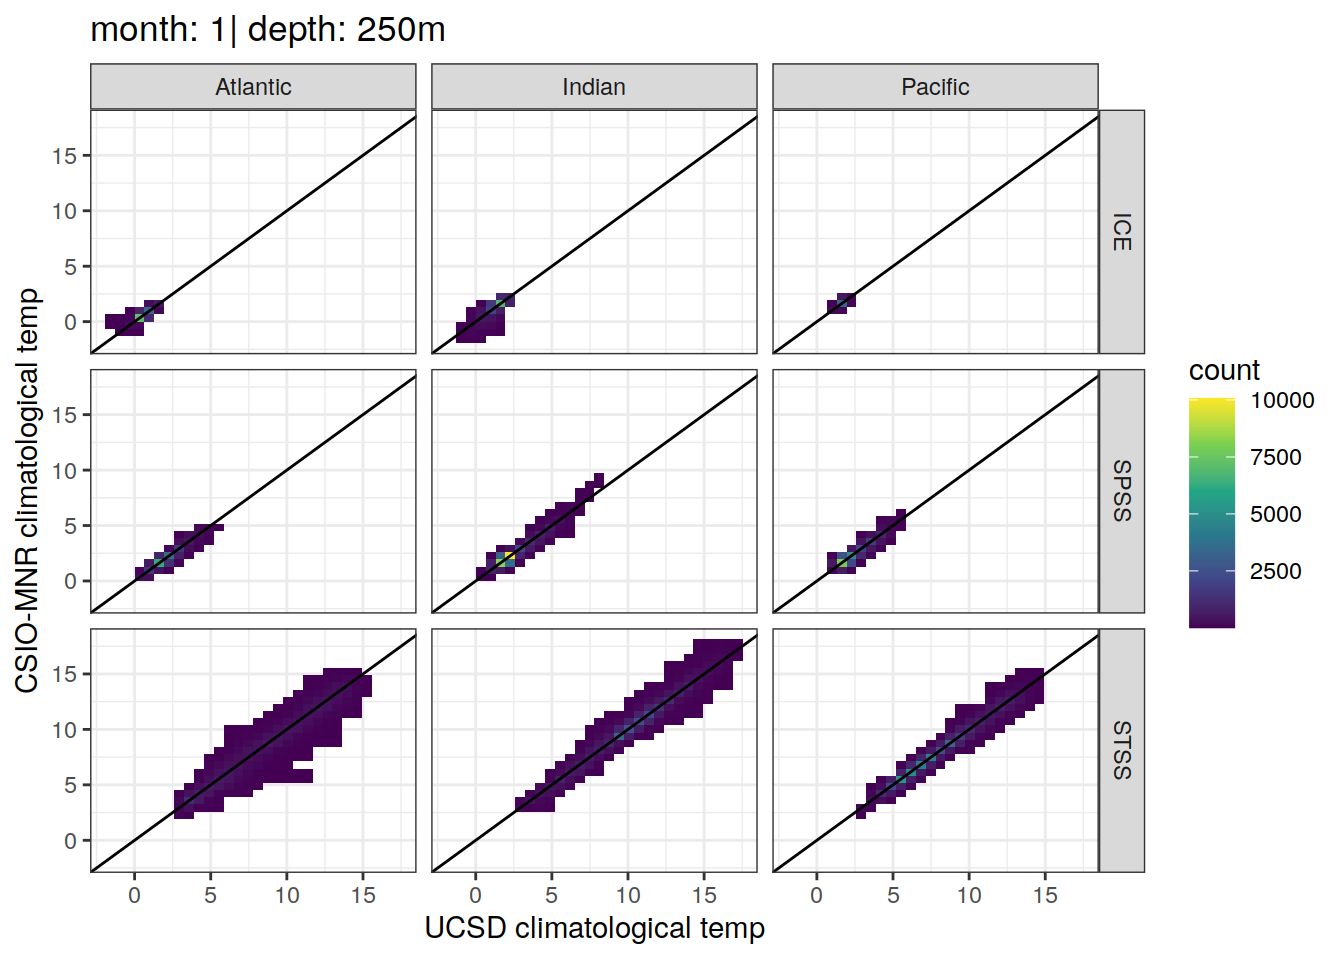 month: 1| depth: 250m
Atlantic Indian Pacific
15
10
5
0
ICE
15
10
5
0
SPSS
15
10
5
0
STSS
0 5 10 15 0 5 10 15 0 5 10 15
UCSD climatological temp
CSIO-MNR climatological temp
count
10000
7500
5000
2500